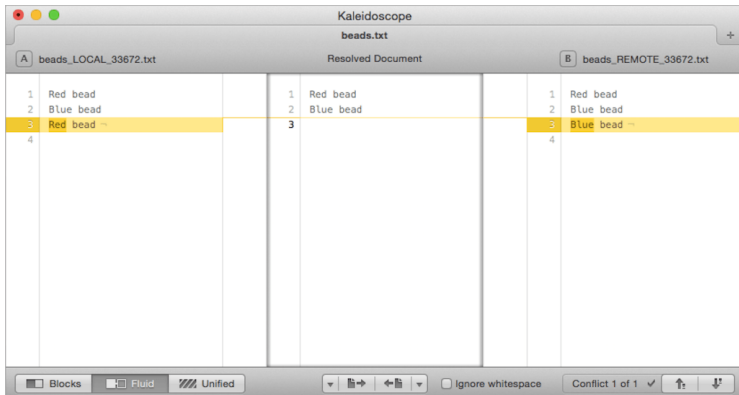 Kaleidoscope
beads.txt
+
A beads_LOCAL_33672.txt
Resolved Document
B beads_REMOTE_33672.txt
1 Red bead
2 Blue bead
3 Red bead ¬
4
1 Red bead
2 Blue bead
3
1 Red bead
2 Blue bead
3 Blue bead ¬
4
Blocks Fluid Unified Ignore whitespace Conflict 1 of 1